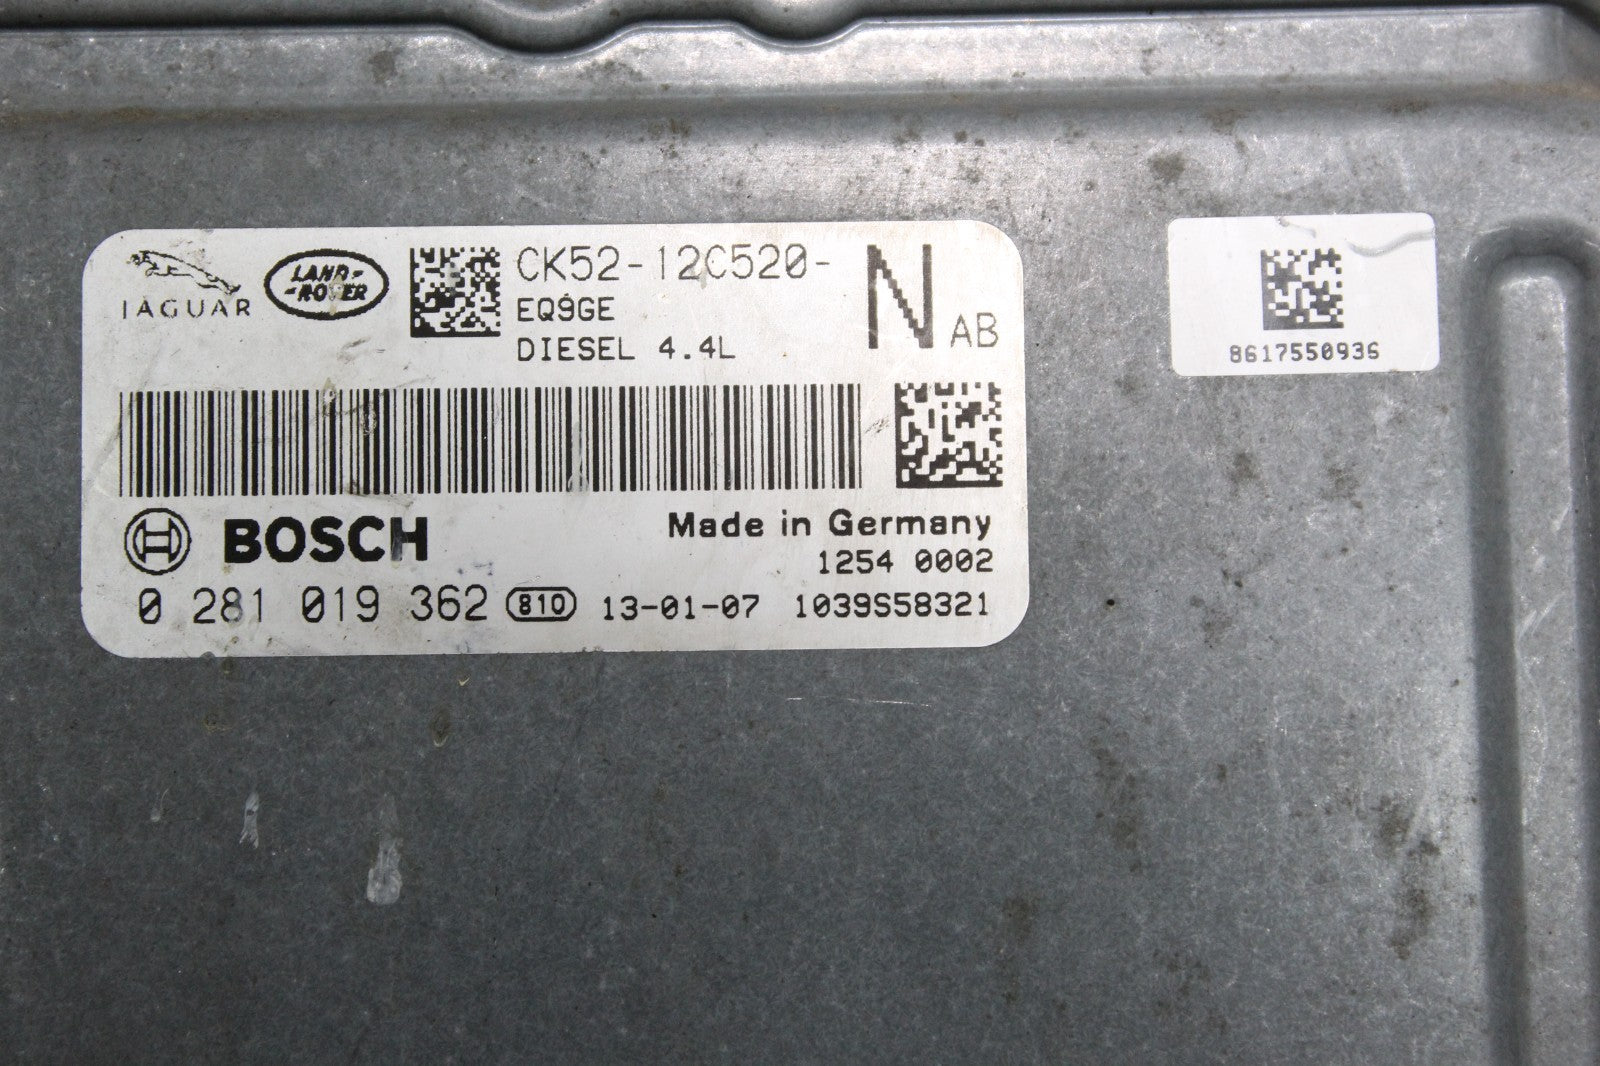 JAGUAR
LAND-
-ROVER
CK52-12C520-
N AB
EQ9GE
DIESEL 4.4L
BOSCH
Made in Germany
1254 0002
0 281 019 362 810 13-01-07 1039S58321
8617550936